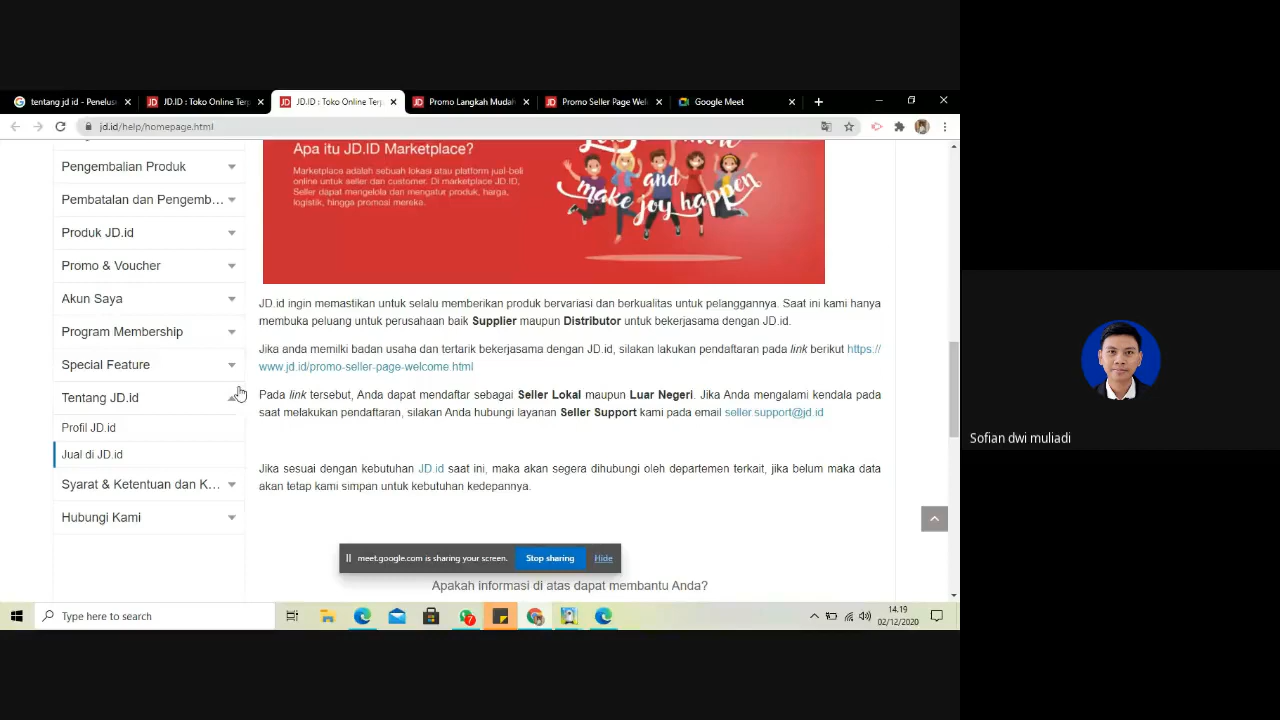 tentang jd id - Penelus
JD.ID : Toko Online Terp
JD.ID : Toko Online Terp
Promo Langkah Mudah
Promo Seller Page Wel
Google Meet
jd.id/help/homepage.html
Pengembalian Produk
Pembatalan dan Pengemb...
Produk JD.id
Promo & Voucher
Akun Saya
Program Membership
Special Feature
Tentang JD.id
Profil JD.id
Jual di JD.id
Syarat & Ketentuan dan K...
Hubungi Kami
Apa itu JD.ID Marketplace?
Marketplace adalah sebuah lokasi atau platform jual-beli
online untuk seller dan customer. Di marketplace JD.ID,
Seller dapat mengelola dan mengatur produk, harga,
logistik, hingga promosi mereka.
and
make joy happen
JD.id ingin memastikan untuk selalu memberikan produk bervariasi dan berkualitas untuk pelanggannya. Saat ini kami hanya
membuka peluang untuk perusahaan baik Supplier maupun Distributor untuk bekerjasama dengan JD.id.
Jika anda memilki badan usaha dan tertarik bekerjasama dengan JD.id, silakan lakukan pendaftaran pada link berikut https://
www.jd.id/promo-seller-page-welcome html
Pada link tersebut, Anda dapat mendaftar sebagai Seller Lokal maupun Luar Negeri. Jika Anda mengalami kendala pada
saat melakukan pendaftaran, silakan Anda hubungi layanan Seller Support kami pada email seller.support@jd.id
Jika sesuai dengan kebutuhan JD.id saat ini, maka akan segera dihubungi oleh departemen terkait, jika belum maka data
akan tetap kami simpan untuk kebutuhan kedepannya.
meet.google.com is sharing your screen.
Stop sharing
Hide
Apakah informasi di atas dapat membantu Anda?
Type here to search
7
14.19
02/12/2020
Sofian dwi muliadi